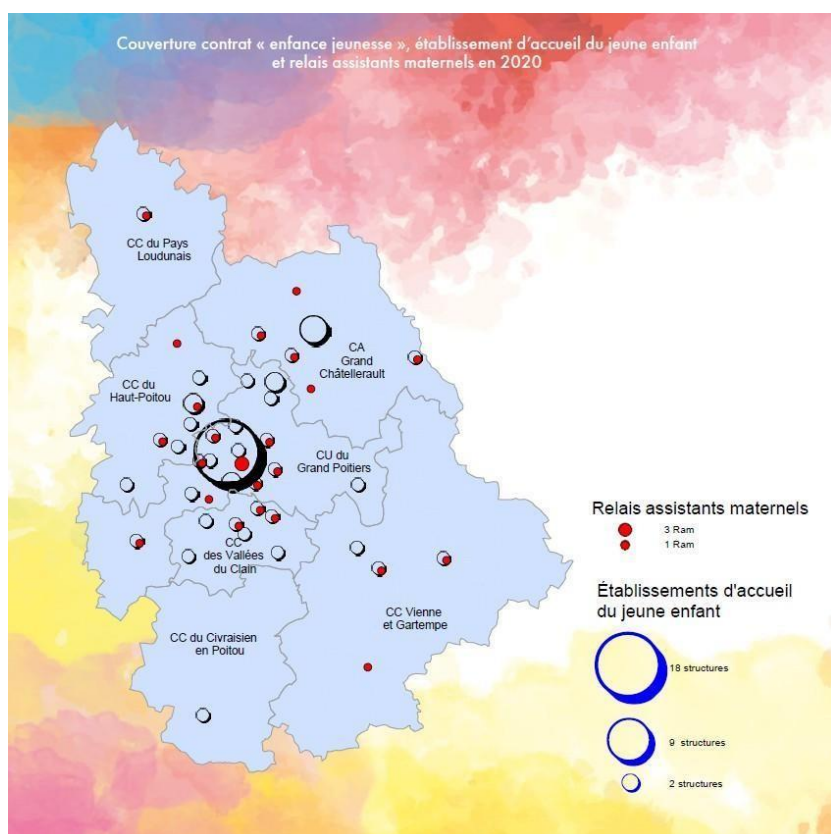 Couverture contrat « enfance jeunesse », établissement d'accueil du jeune enfant
et relais assistants maternels en 2020
CC du Pays
Loudunais
CA
Grand
Châtellerault
CC du
Haut-Poitou
CU du
Grand Poitiers
CC
des Vallées
du Clain
CC Vienne
et Gartempe
CC du Civraisien
en Poitou
Relais assistants maternels
3 Ram
1 Ram
Établissements d'accueil
du jeune enfant
18 structures
9 structures
2 structures